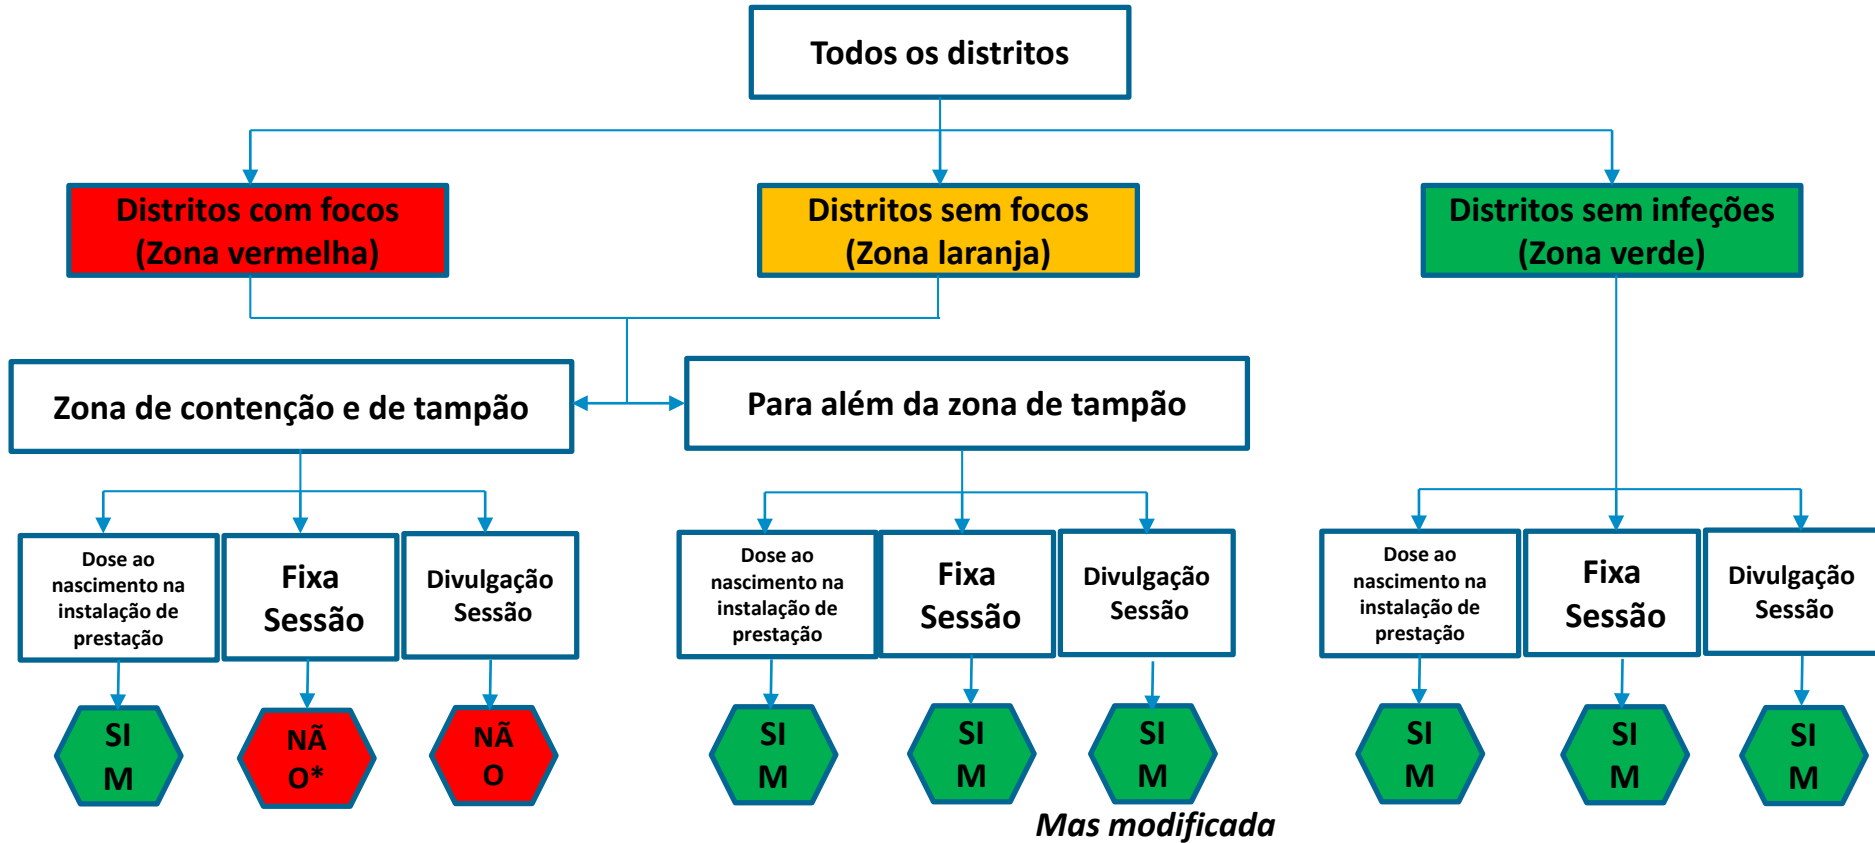 Todos os distritos
Distritos com focos
(Zona vermelha)
Distritos sem focos
(Zona laranja)
Distritos sem infeções
(Zona verde)
Zona de contenção e de tampão
Para além da zona de tampão
Dose ao
nascimento na
instalação de
prestação
Fixa
Sessão
Divulgação
Sessão
Dose ao
nascimento na
instalação de
prestação
Fixa
Sessão
Divulgação
Sessão
Dose ao
nascimento na
instalação de
prestação
Fixa
Sessão
Divulgação
Sessão
SI
M
NÃ
O*
NÃ
O
SI
M
SI
M
SI
M
SI
M
SI
M
SI
M
Mas modificada